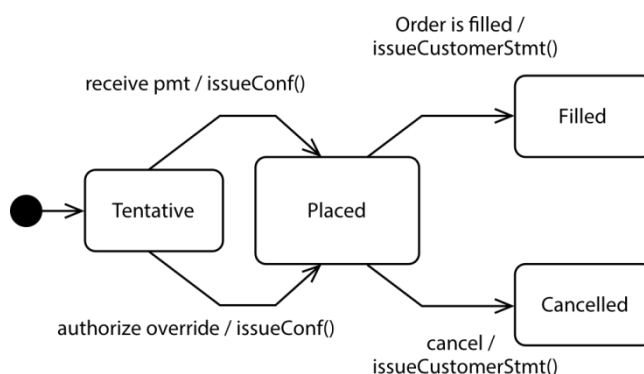 Order is filled /
issueCustomerStmt()
receive pmt / issueConf()
Filled
Tentative
Placed
Cancelled
authorize override / issueConf()
cancel /
issueCustomerStmt()